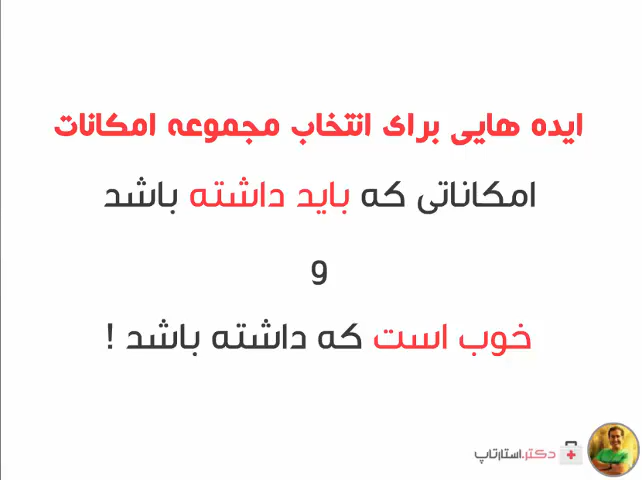 ایده هایی برای انتخاب مجموعه امکانات
امکاناتی که باید داشته باشد
و
خوب است که داشته باشد !
دکتر.استارتاپ